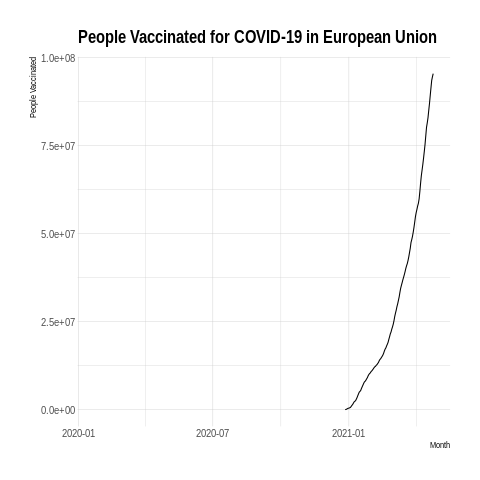 People Vaccinated for COVID-19 in European Union
People Vaccinated
1.0e+08
7.5e+07
5.0e+07
2.5e+07
0.0e+00
2020-01
2020-07
2021-01
Month